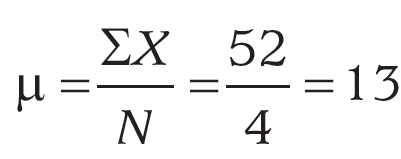 μ = ΣX / N = 52 / 4 = 13